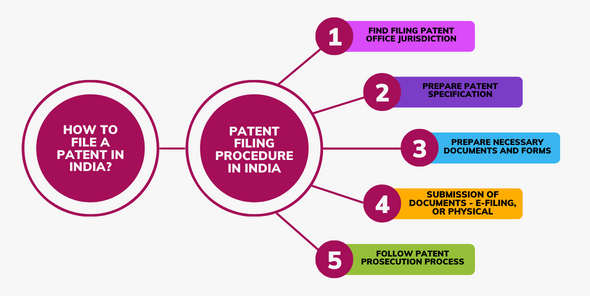 HOW TO
FILE A
PATENT IN
INDIA?
PATENT
FILING
PROCEDURE
IN INDIA
1
FIND FILING PATENT
OFFICE JURISDICTION
2
PREPARE PATENT
SPECIFICATION
3
PREPARE NECESSARY
DOCUMENTS AND FORMS
4
SUBMISSION OF
DOCUMENTS - E-FILING,
OR PHYSICAL
5
FOLLOW PATENT
PROSECUTION PROCESS